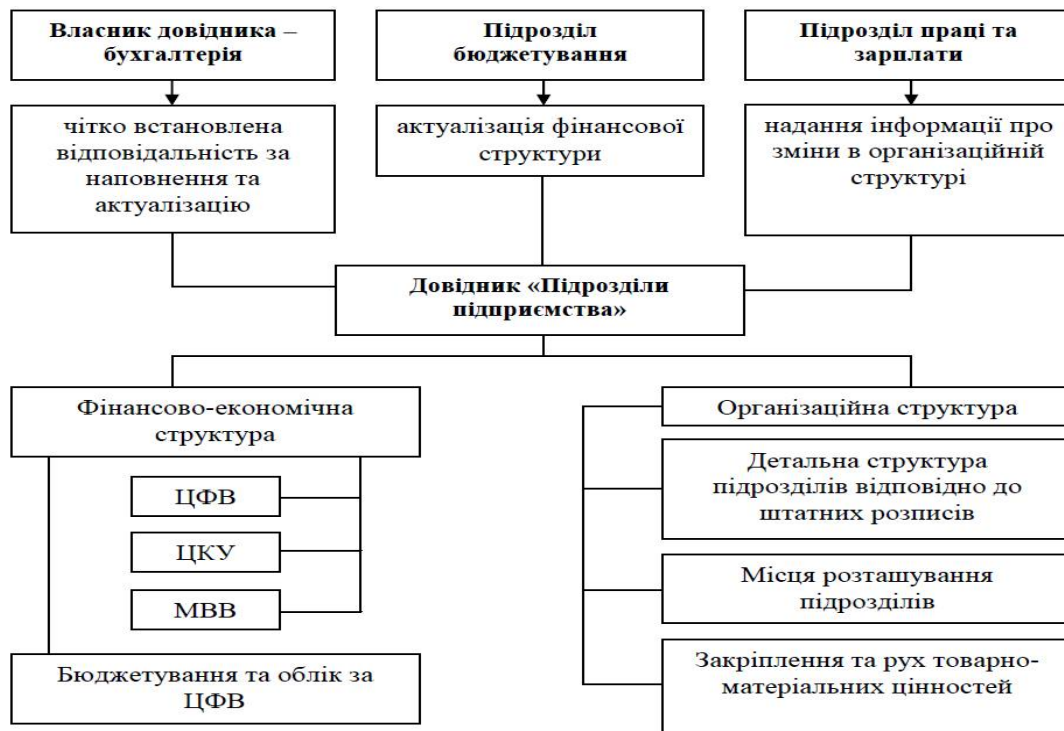 Власник довідника –
бухгалтерія
Підрозділ
бюджетування
Підрозділ праці та
зарплати
чітко встановлена
відповідальність за
наповнення та
актуалізацію
актуалізація фінансової
структури
надання інформації про
зміни в організаційній
структурі
Довідник «Підрозділи
підприємства»
Фінансово-економічна
структура
ЦФВ
ЦКУ
МВВ
Бюджетування та облік за
ЦФВ
Організаційна структура
Детальна структура
підрозділів відповідно до
штатних розписів
Місця розташування
підрозділів
Закріплення та рух товарно-
матеріальних цінностей